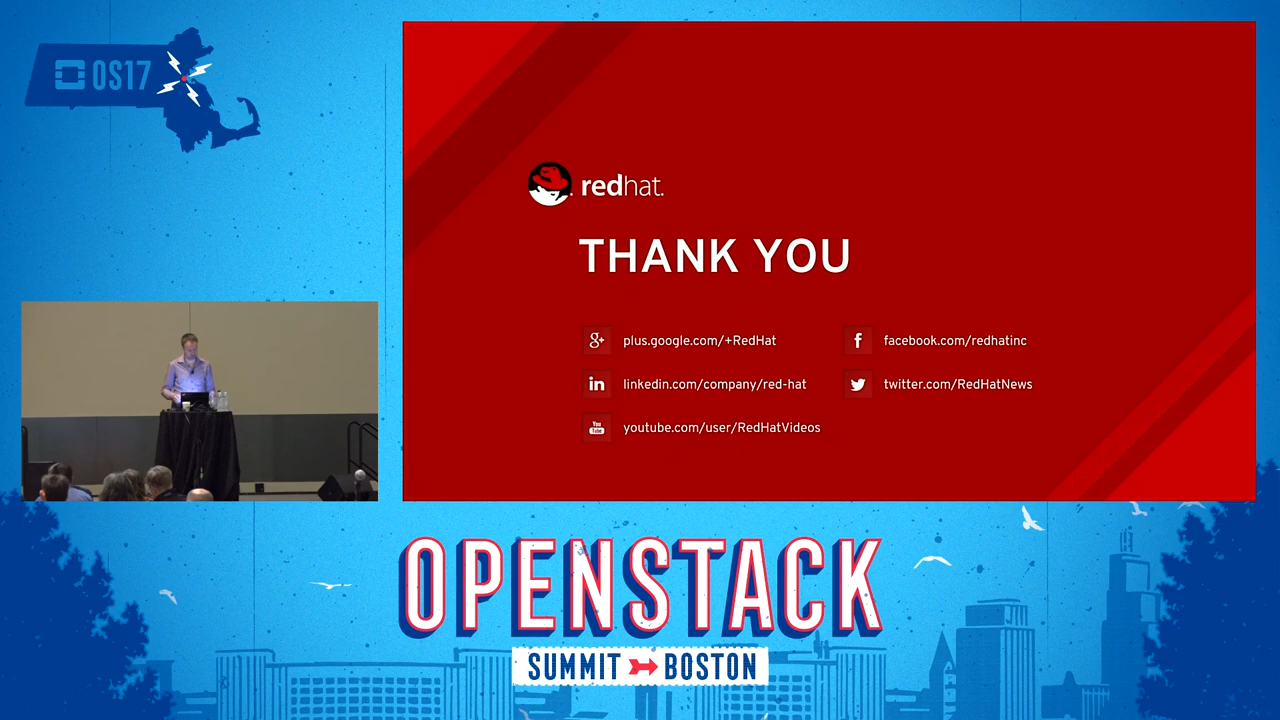 OS17
redhat.
THANK YOU
plus.google.com/+RedHat
facebook.com/redhatinc
linkedin.com/company/red-hat
twitter.com/RedHatNews
youtube.com/user/RedHatVideos
OPENSTACK
SUMMIT BOSTON